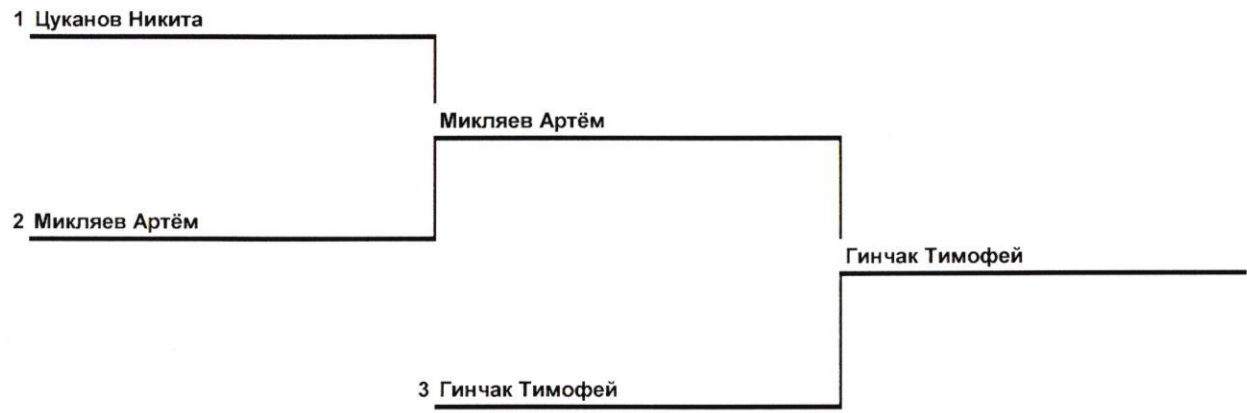 1 Цуканов Никита
Микляев Артём
2 Микляев Артём
Гинчак Тимофей
3 Гинчак Тимофей